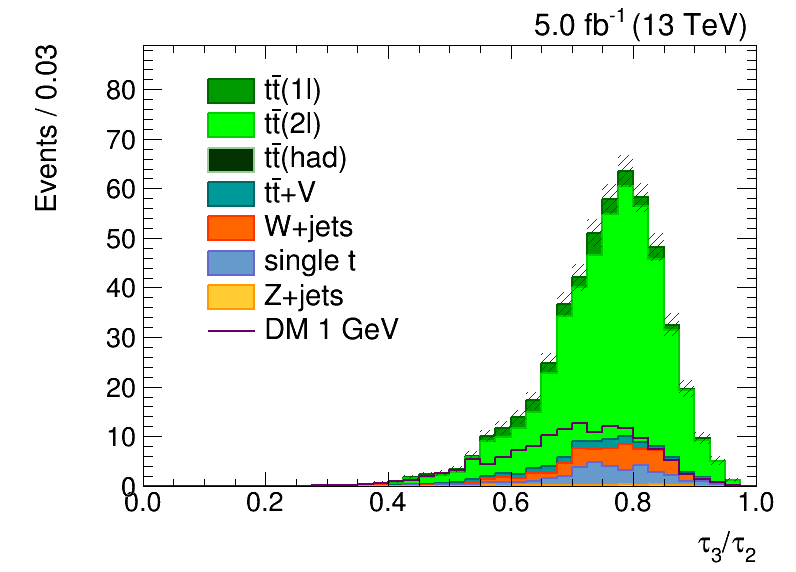 5.0 fb⁻¹ (13 TeV)
Events / 0.03
80
70
60
50
40
30
20
10
0
tt̄(1l)
tt̄(2l)
tt̄(had)
tt̄+V
W+jets
single t
Z+jets
DM 1 GeV
0.0 0.2 0.4 0.6 0.8 1.0
τ₃/τ₂